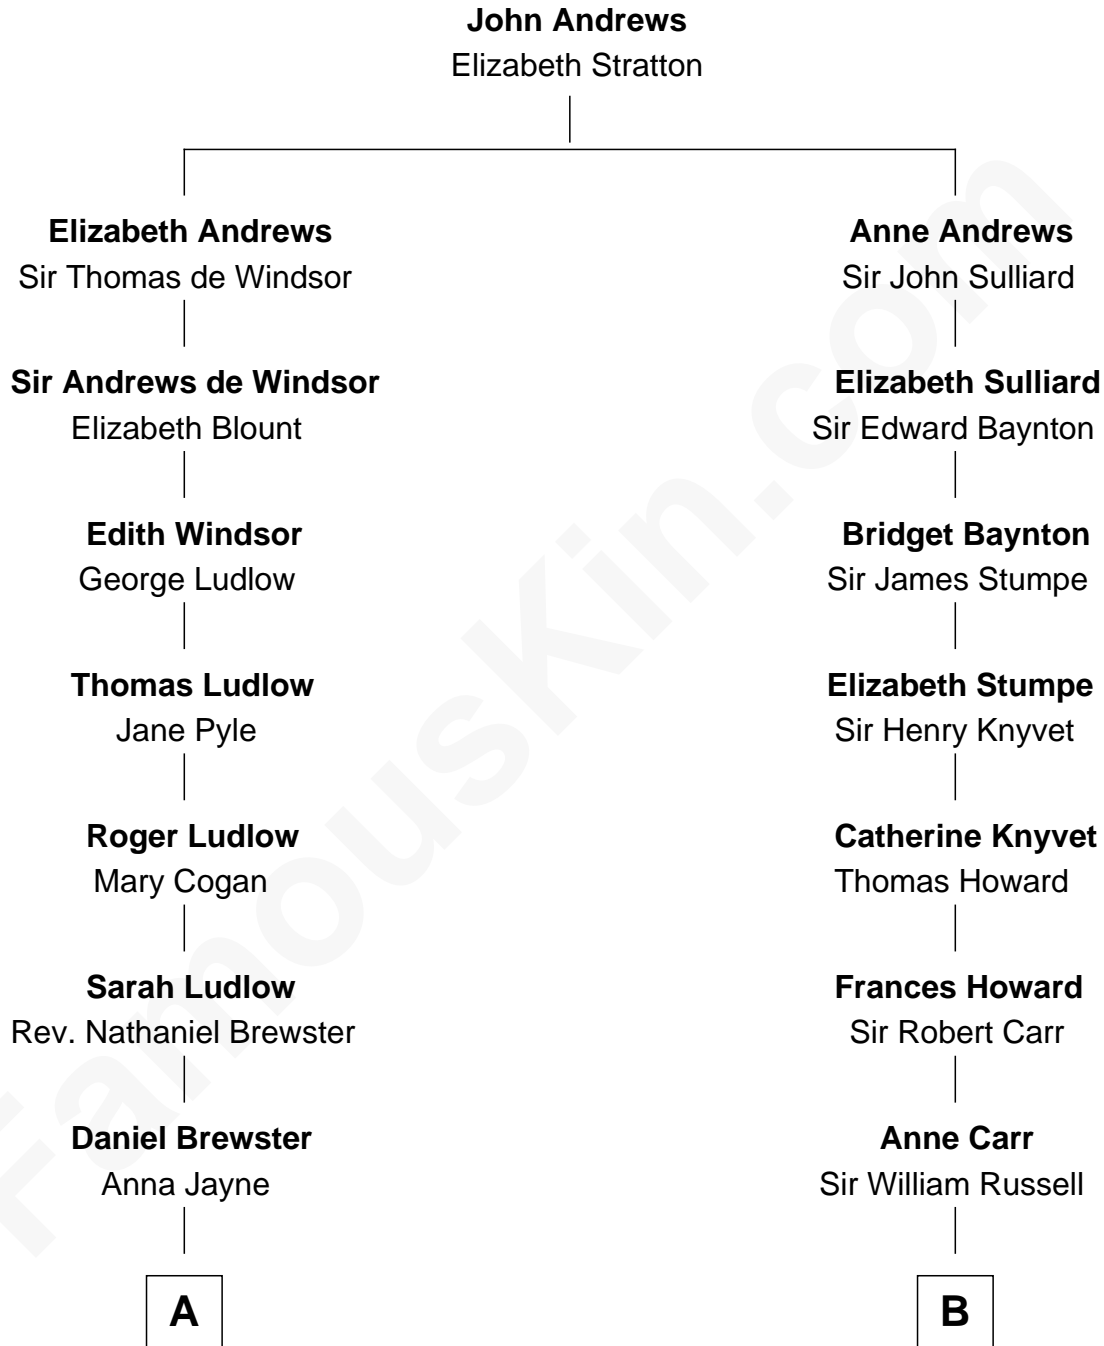 John Andrews
Elizabeth Stratton
Elizabeth Andrews
Sir Thomas de Windsor
Anne Andrews
Sir John Sulliard
Sir Andrews de Windsor
Elizabeth Blount
Elizabeth Sulliard
Sir Edward Baynton
Edith Windsor
George Ludlow
Bridget Baynton
Sir James Stumpe
Thomas Ludlow
Jane Pyle
Elizabeth Stumpe
Sir Henry Knyvet
Roger Ludlow
Mary Cogan
Catherine Knyvet
Thomas Howard
Sarah Ludlow
Rev. Nathaniel Brewster
Frances Howard
Sir Robert Carr
Daniel Brewster
Anna Jayne
Anne Carr
Sir William Russell
A
B
FamousKin.com